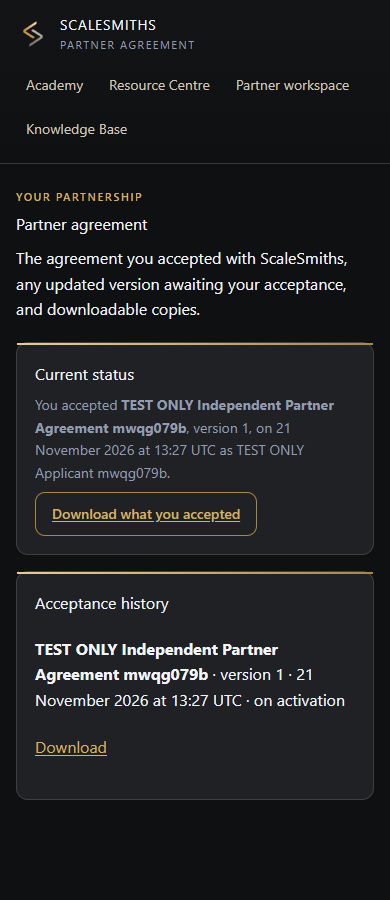 SCALESMITHS
PARTNER AGREEMENT
Academy
Resource Centre
Partner workspace
Knowledge Base
YOUR PARTNERSHIP
Partner agreement
The agreement you accepted with ScaleSmiths,
any updated version awaiting your acceptance,
and downloadable copies.
Current status
You accepted TEST ONLY Independent Partner
Agreement mwqg079b, version 1, on 21
November 2026 at 13:27 UTC as TEST ONLY
Applicant mwqg079b.
Download what you accepted
Acceptance history
TEST ONLY Independent Partner
Agreement mwqg079b · version 1 · 21
November 2026 at 13:27 UTC · on activation
Download